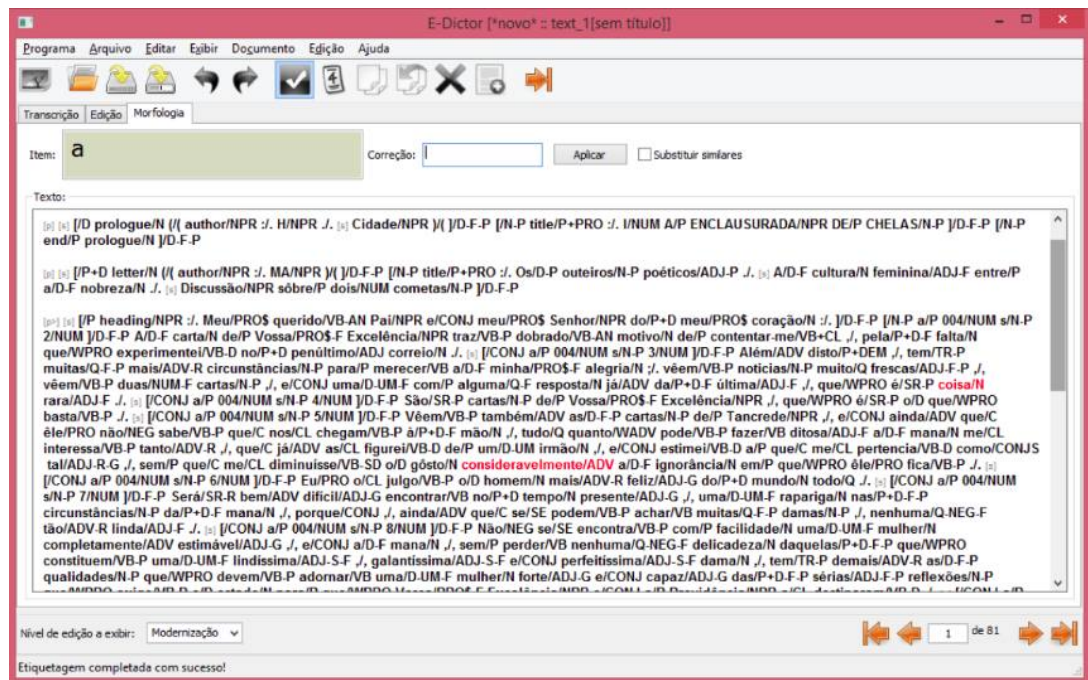 E-Dictor [*novo* :: text_1[sem título]]
Programa Arquivo Editar Exibir Documento Edição Ajuda
Transcrição Edição Morfologia
Item: a Correção: Aplicar Substituir similares
Texto:
[p] [s] [/D prologue/N (/( author/NPR :/. H/NPR ./. [s] Cidade/NPR )/( ]/D-F-P [/N-P title/P+PRO :/. I/NUM A/P ENCLAUSURADA/NPR DE/P CHELAS/N-P ]/D-F-P [/N-P
end/P prologue/N ]/D-F-P
[p] [s] [/P+D letter/N (/( author/NPR :/. MA/NPR )/( ]/D-F-P [/N-P title/P+PRO :/. Os/D-P outeiros/N-P poéticos/ADJ-P ./. [s] A/D-F cultura/N feminina/ADJ-F entre/P
a/D-F nobreza/N ./. [s] Discussão/NPR sôbre/P dois/NUM cometas/N-P ]/D-F-P
[p] [s] [/P heading/NPR :/. Meu/PRO$ querido/VB-AN Pai/NPR e/CONJ meu/PRO$ Senhor/NPR do/P+D meu/PRO$ coração/N :/. ]/D-F-P [/N-P a/P 004/NUM s/N-P
2/NUM ]/D-F-P A/D-F carta/N de/P Vossa/PRO$-F Excelência/NPR traz/VB-P dobrado/VB-AN motivo/N de/P contentar-me/VB+CL ,/, pela/P+D-F falta/N
que/WPRO experimentei/VB-D no/P+D penúltimo/ADJ correio/N ./. [s] [/CONJ a/P 004/NUM s/N-P 3/NUM ]/D-F-P Além/ADV disto/P+DEM ,/, tem/TR-P
muitas/Q-F-P mais/ADV-R circunstâncias/N-P para/P merecer/VB a/D-F minha/PRO$-F alegria/N ;/. vêem/VB-P noticias/N-P muito/Q frescas/ADJ-F-P ,/,
vêem/VB-P duas/NUM-F cartas/N-P ,/, e/CONJ uma/D-UM-F com/P alguma/Q-F resposta/N já/ADV da/P+D-F última/ADJ-F ,/, que/WPRO é/SR-P coisa/N
rara/ADJ-F ./. [s] [/CONJ a/P 004/NUM s/N-P 4/NUM ]/D-F-P São/SR-P cartas/N-P de/P Vossa/PRO$-F Excelência/NPR ,/, que/WPRO é/SR-P o/D que/WPRO
basta/VB-P ./. [s] [/CONJ a/P 004/NUM s/N-P 5/NUM ]/D-F-P Vêem/VB-P também/ADV as/D-F-P cartas/N-P de/P Tancrede/NPR ,/, e/CONJ ainda/ADV que/C
êle/PRO não/NEG sabe/VB-P que/C nos/CL chegam/VB-P à/P+D-F mão/N ,/, tudo/Q quanto/WADV pode/VB-P fazer/VB ditosa/ADJ-F a/D-F mana/N me/CL
interessa/VB-P tanto/ADV-R ,/, que/C já/ADV as/CL figurei/VB-D de/P um/D-UM irmão/N ,/, e/CONJ estimei/VB-D a/P que/C me/CL pertencia/VB-D como/CONJS
tal/ADJ-R-G ,/, sem/P que/C me/CL diminuisse/VB-SD o/D gôsto/N consideravelmente/ADV a/D-F ignorância/N em/P que/WPRO êle/PRO fica/VB-P ./. [s]
[/CONJ a/P 004/NUM s/N-P 6/NUM ]/D-F-P Eu/PRO o/CL julgo/VB-P o/D homem/N mais/ADV-R feliz/ADJ-G do/P+D mundo/N todo/Q ./. [s] [/CONJ a/P 004/NUM
s/N-P 7/NUM ]/D-F-P Será/SR-R bem/ADV difícil/ADJ-G encontrar/VB no/P+D tempo/N presente/ADJ-G ,/, uma/D-UM-F rapariga/N nas/P+D-F-P
circunstâncias/N-P da/P+D-F mana/N ,/, porque/CONJ ,/, ainda/ADV que/C se/SE podem/VB-P achar/VB muitas/Q-F-P damas/N-P ,/, nenhuma/Q-NEG-F
tão/ADV-R linda/ADJ-F ./. [s] [/CONJ a/P 004/NUM s/N-P 8/NUM ]/D-F-P Não/NEG se/SE encontra/VB-P com/P facilidade/N uma/D-UM-F mulher/N
completamente/ADV estimável/ADJ-G ,/, e/CONJ a/D-F mana/N ,/, sem/P perder/VB nenhuma/Q-NEG-F delicadeza/N daquelas/P+D-F-P que/WPRO
constituem/VB-P uma/D-UM-F lindíssima/ADJ-S-F ,/, galantíssima/ADJ-S-F e/CONJ perfeitíssima/ADJ-S-F dama/N ,/, tem/TR-P demais/ADV-R as/D-F-P
qualidades/N-P que/WPRO devem/VB-P adornar/VB uma/D-UM-F mulher/N forte/ADJ-G e/CONJ capaz/ADJ-G das/P+D-F-P sérias/ADJ-F-P reflexões/N-P
Nível de edição a exibir: Modernização 1 de 81
Etiquetagem completada com sucesso!